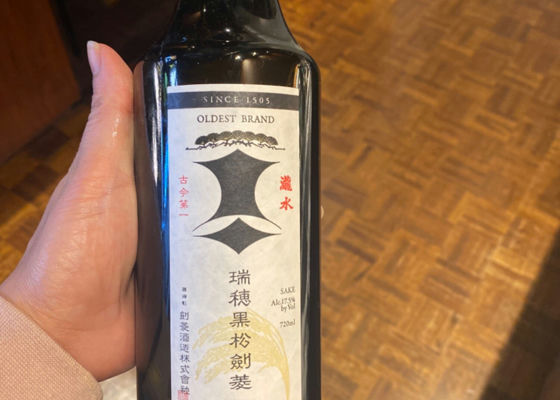 SINCE 1505
OLDEST BRAND
瀧水
古今第一
瑞穂黒松劍菱
SAKE
Alc.17.5%
by Vol
720ml
剣菱酒造株式會社